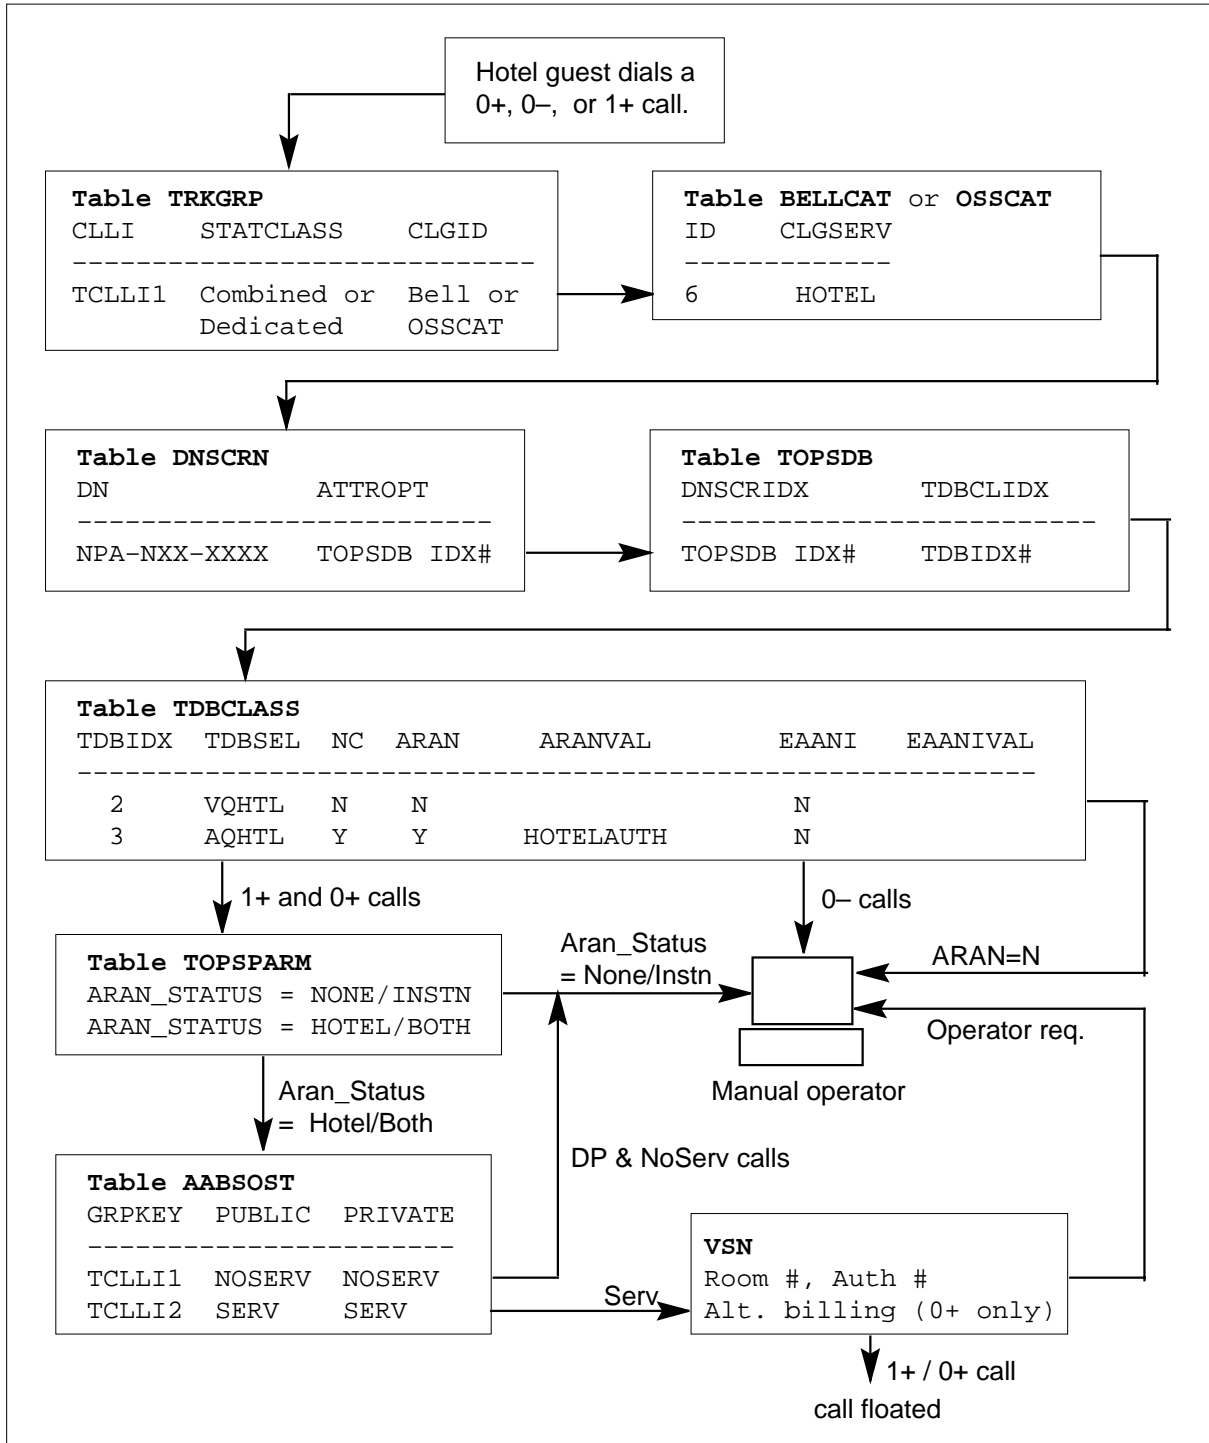 Hotel guest dials a
0+, 0–, or 1+ call.
Table TRKGRP
CLLI STATCLASS CLGID
-----------------------------
TCLLI1 Combined or Bell or
Dedicated OSSCAT
Table BELLCAT or OSSCAT
ID CLGSERV
-------------
6 HOTEL
Table DNSCRN
DN ATTROPT
--------------------------
NPA-NXX-XXXX TOPSDB IDX#
Table TOPSDB
DNSCRIDX TDBCLIDX
--------------------------
TOPSDB IDX# TDBIDX#
Table TDBCLASS
TDBIDX TDBSEL NC ARAN ARANVAL EAANI EAANIVAL
------------------------------------------------------------
2 VQHTL N N N
3 AQHTL Y Y HOTELAUTH N
1+ and 0+ calls
0– calls
Table TOPSPARM
ARAN_STATUS = NONE/INSTN
ARAN_STATUS = HOTEL/BOTH
Aran_Status
= None/Instn
ARAN=N
Operator req.
Manual operator
Aran_Status
= Hotel/Both
DP & NoServ calls
Table AABSOST
GRPKEY PUBLIC PRIVATE
-----------------------
TCLLI1 NOSERV NOSERV
TCLLI2 SERV SERV
Serv
VSN
Room #, Auth #
Alt. billing (0+ only)
1+ / 0+ call
call floated